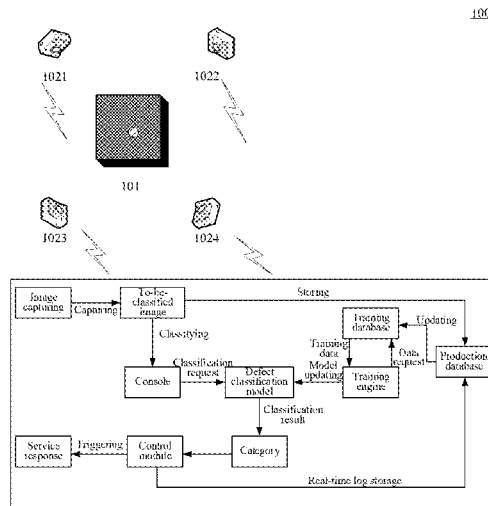 100
1021
1022
101
1023
1024
Image
capturing
Capturing
To-be-
classified
image
Storing
Classifying
Training
database
Updating
Training
data
Data
request
Production
database
Console
Classification
request
Defect
classification
model
Model
updating
Training
engine
Classification
result
Service
response
Triggering
Control
module
Category
Real-time log storage